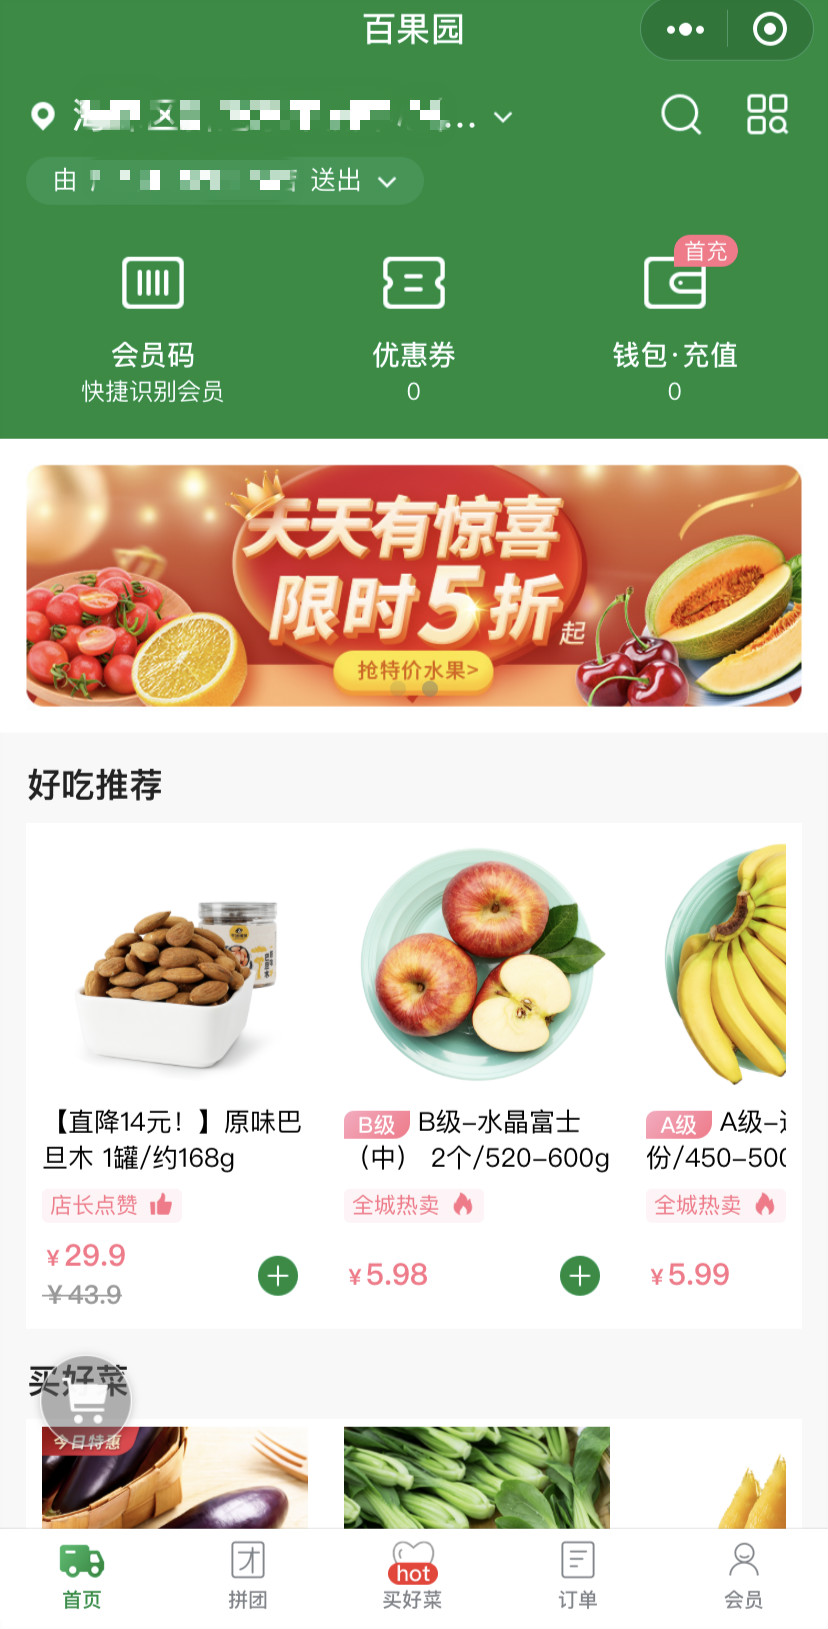 百果园
由
送出
首充
会员码
优惠券
钱包·充值
快捷识别会员
0
0
天天有惊喜
限时5折起
抢特价水果>
好吃推荐
【直降14元！】原味巴
旦木 1罐/约168g
店长点赞
¥29.9
¥43.9
B级 B级-水晶富士
（中） 2个/520-600g
全城热卖
¥5.98
A级 A级-
份/450-500
全城热卖
¥5.99
买好菜
今日特惠
首页
拼团
hot
买好菜
订单
会员